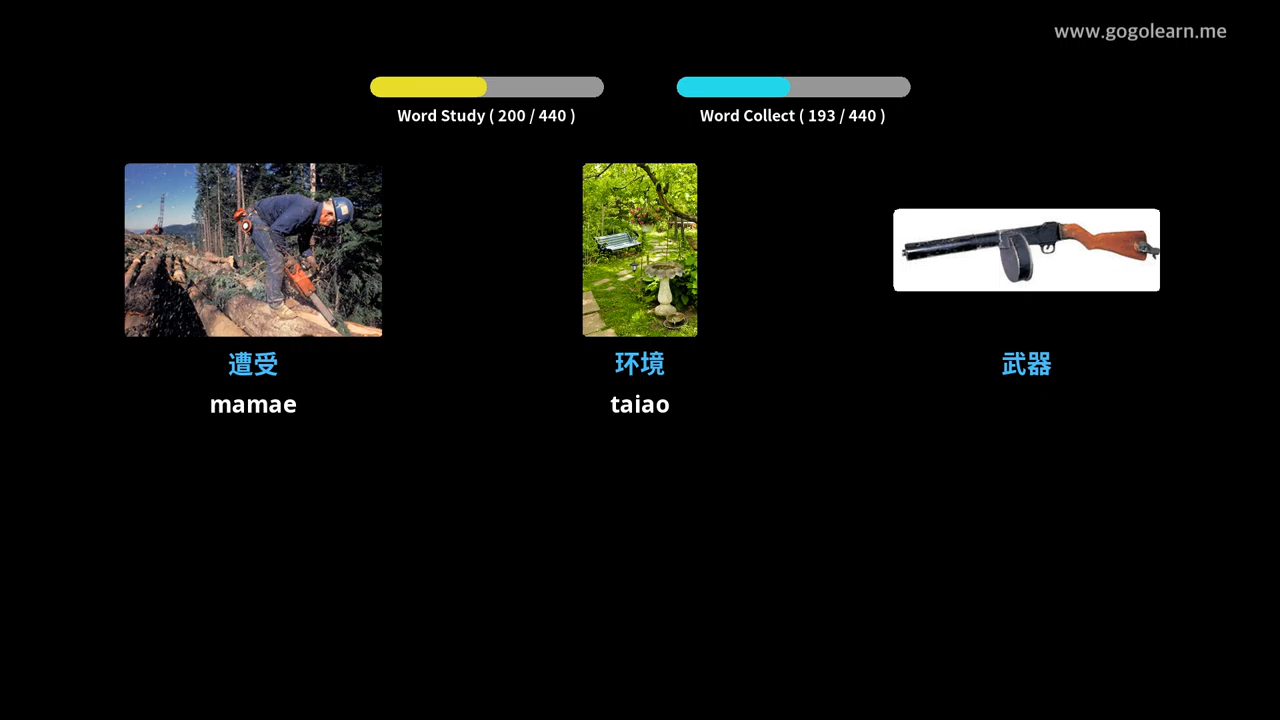 www.gogolearn.me
Word Study ( 200 / 440 )
Word Collect ( 193 / 440 )
遭受
mamae
环境
taiao
武器